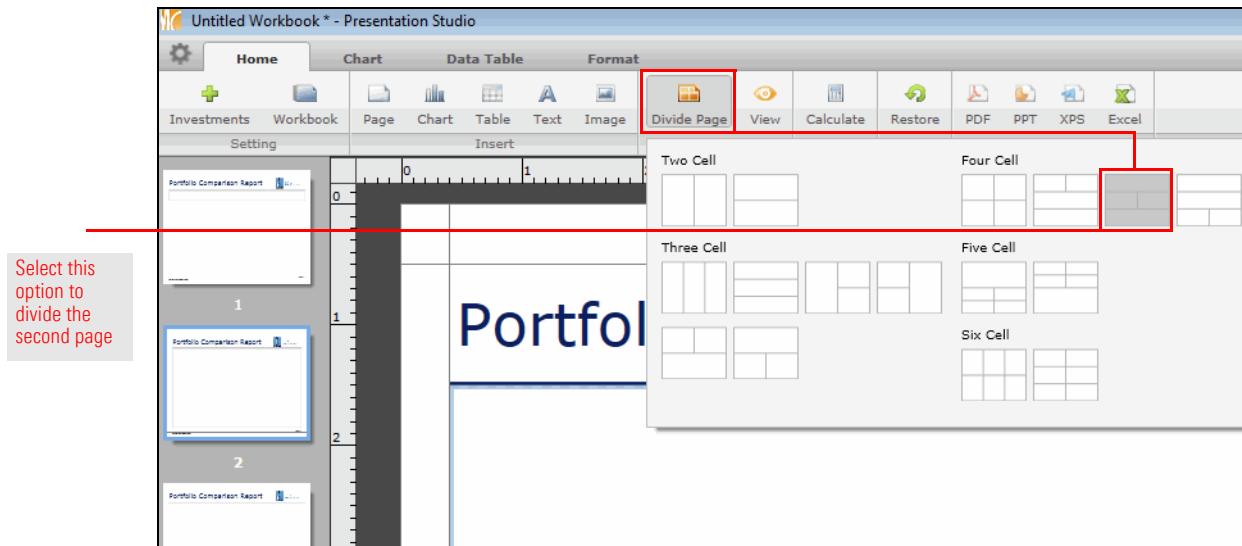 Untitled Workbook * - Presentation Studio
Home Chart Data Table Format
Investments Workbook Page Chart Table Text Image Divide Page View Calculate Restore PDF PPT XPS Excel
Setting Insert
Two Cell Four Cell
Three Cell Five Cell
Six Cell
0 1
0
1
2
Portfolio Comparison Report
1
Portfolio Comparison Report
2
Portfolio Comparison Report
Portfol
Select this
option to
divide the
second page